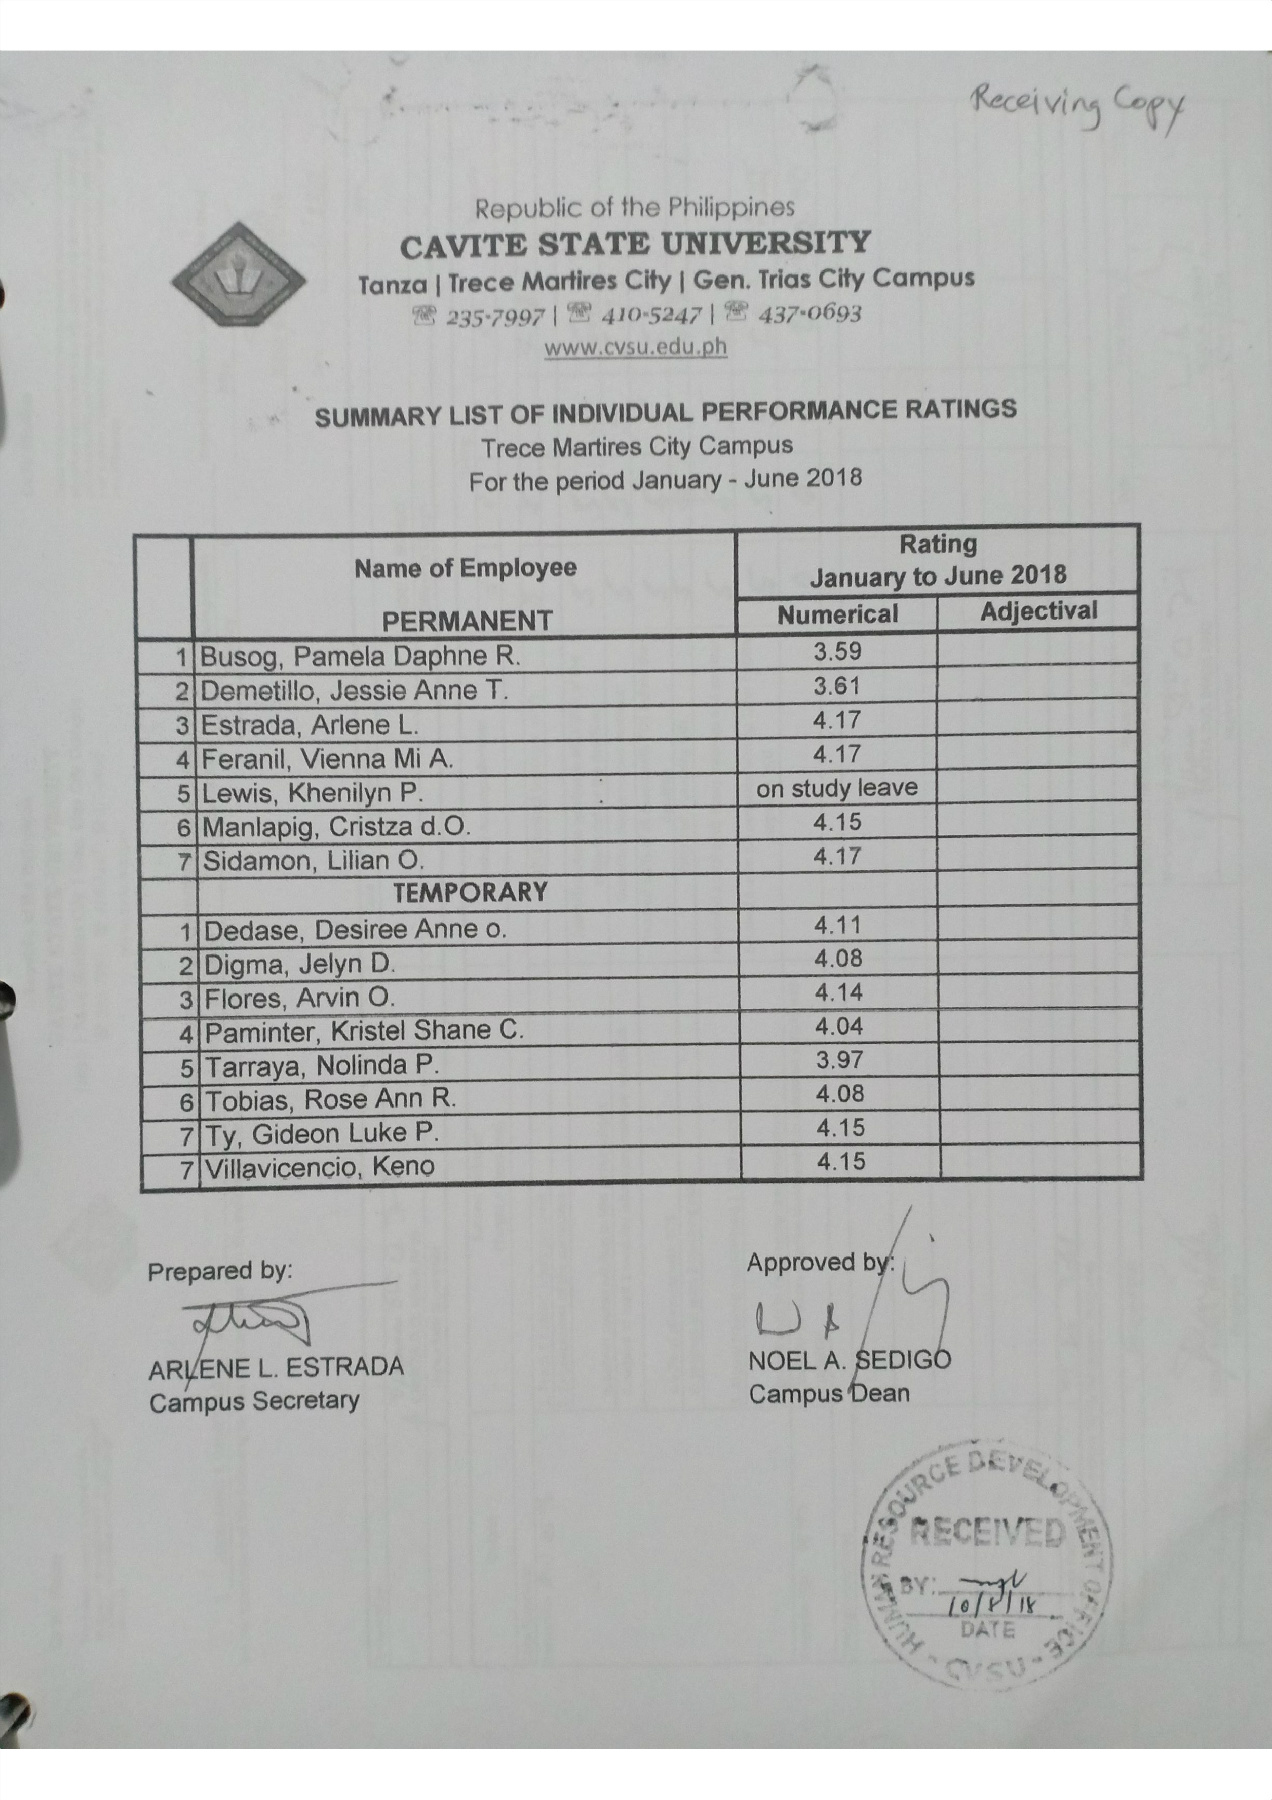 Receiving Copy
Republic of the Philippines
CAVITE STATE UNIVERSITY
Tanza | Trece Martires City | Gen. Trias City Campus
☏ 235-7997 | ☏ 410-5247 | ☏ 437-0693
www.cvsu.edu.ph
SUMMARY LIST OF INDIVIDUAL PERFORMANCE RATINGS
Trece Martires City Campus
For the period January - June 2018
Name of Employee Rating
January to June 2018
PERMANENT Numerical Adjectival
1 Busog, Pamela Daphne R. 3.59
2 Demetillo, Jessie Anne T. 3.61
3 Estrada, Arlene L. 4.17
4 Feranil, Vienna Mi A. 4.17
5 Lewis, Khenilyn P. on study leave
6 Manlapig, Cristza d.O. 4.15
7 Sidamon, Lilian O. 4.17
TEMPORARY
1 Dedase, Desiree Anne o. 4.11
2 Digma, Jelyn D. 4.08
3 Flores, Arvin O. 4.14
4 Paminter, Kristel Shane C. 4.04
5 Tarraya, Nolinda P. 3.97
6 Tobias, Rose Ann R. 4.08
7 Ty, Gideon Luke P. 4.15
7 Villavicencio, Keno 4.15
Prepared by: Approved by:
ARLENE L. ESTRADA NOEL A. SEDIGO
Campus Secretary Campus Dean
HUMAN RESOURCE DEVELOPMENT OFFICE
RECEIVED
BY:
10/8/18
DATE
- CVSU -